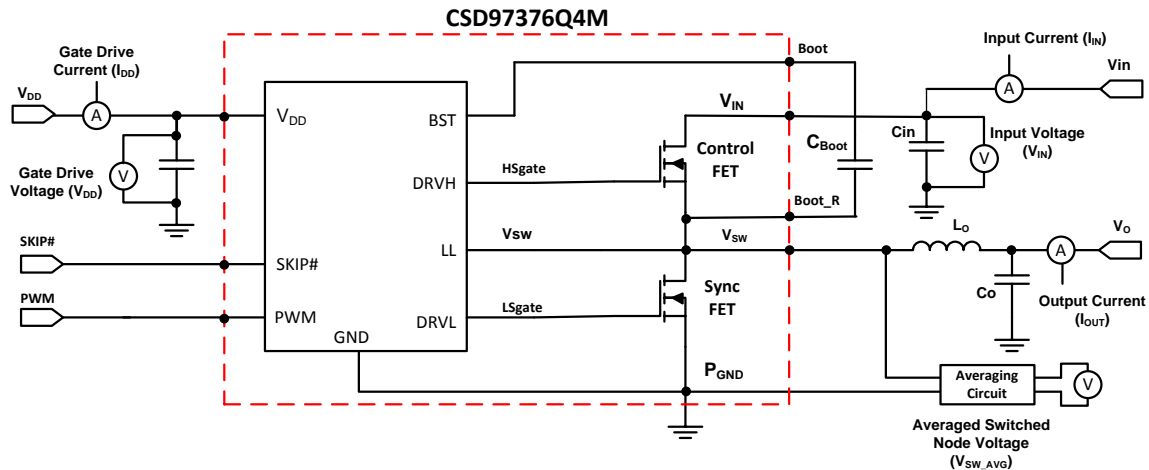 CSD97376Q4M
Gate Drive
Current (IDD)
VDD
A
V
Gate Drive
Voltage (VDD)
SKIP#
PWM
VDD
SKIP#
PWM
GND
BST
DRVH
LL
DRVL
HSgate
Vsw
LSgate
Control
FET
Sync
FET
Boot
VIN
CBoot
Boot_R
VSW
PGND
Input Current (IIN)
A
Vin
Cin
V
Input Voltage
(VIN)
LO
Co
A
VO
Output Current
(IOUT)
Averaging
Circuit
V
Averaged Switched
Node Voltage
(VSW_AVG)